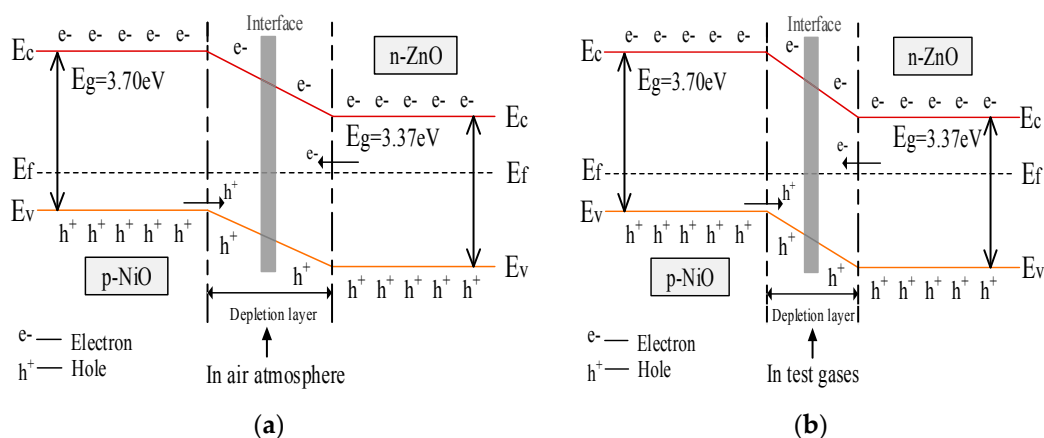 Interface
e- e- e- e- e-
e-
n-ZnO
Ec
Eg=3.70eV
e-
e- e- e- e- e-
Ec
Eg=3.37eV
e-
Ef
Ef
h+
Ev
h+ h+ h+ h+ h+
h+
h+
Ev
p-NiO
h+ h+ h+ h+ h+
Depletion layer
e- Electron
h+ Hole
In air atmosphere
(a)
Interface
e- e- e- e- e-
e-
n-ZnO
Ec
Eg=3.70eV
e-
e- e- e- e- e-
Ec
Eg=3.37eV
e-
Ef
Ef
h+
Ev
h+ h+ h+ h+ h+
h+
h+
Ev
p-NiO
h+ h+ h+ h+ h+
Depletion layer
e- Electron
h+ Hole
In test gases
(b)